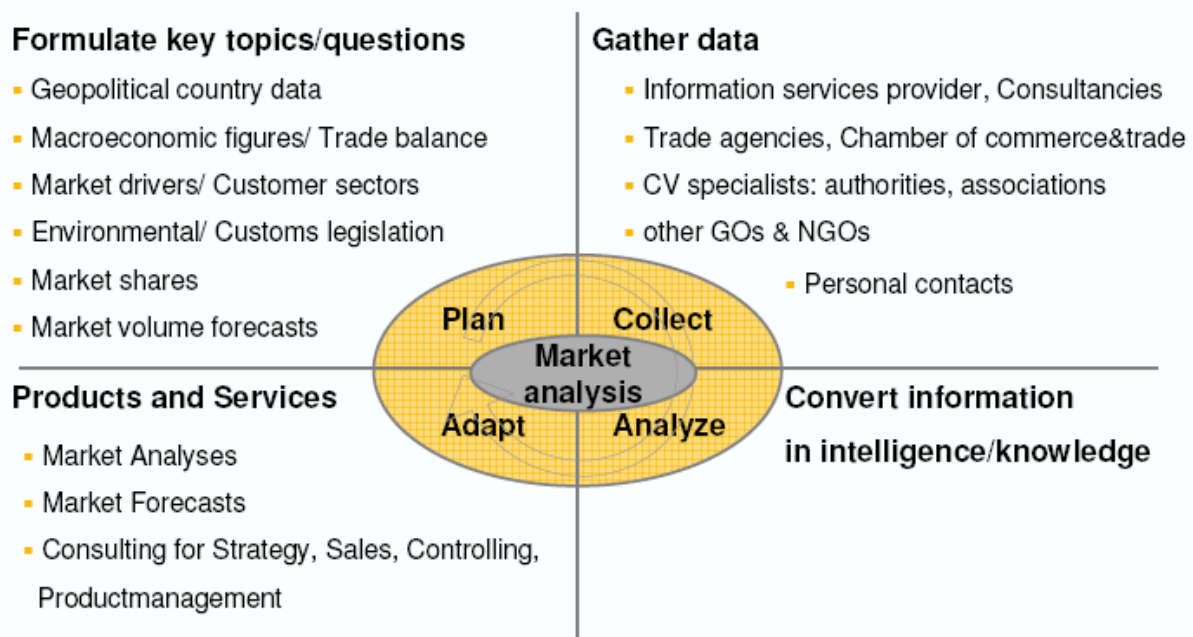 Formulate key topics/questions
Geopolitical country data
Macroeconomic figures/ Trade balance
Market drivers/ Customer sectors
Environmental/ Customs legislation
Market shares
Market volume forecasts
Gather data
Information services provider, Consultancies
Trade agencies, Chamber of commerce&trade
CV specialists: authorities, associations
other GOs & NGOs
Personal contacts
Plan
Collect
Market
analysis
Adapt
Analyze
Products and Services
Market Analyses
Market Forecasts
Consulting for Strategy, Sales, Controlling,
Productmanagement
Convert information
in intelligence/knowledge